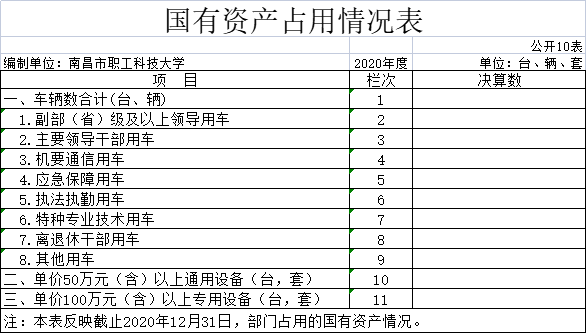 国有资产占用情况表
公开10表
编制单位：南昌市职工科技大学 2020年度 单位：台、辆、套
项 目 栏次 决算数
一、车辆数合计(台、辆) 1
1.副部（省）级及以上领导用车 2
2.主要领导干部用车 3
3.机要通信用车 4
4.应急保障用车 5
5.执法执勤用车 6
6.特种专业技术用车 7
7.离退休干部用车 8
8.其他用车 9
二、单价50万元（含）以上通用设备（台，套） 10
三、单价100万元（含）以上专用设备（台，套） 11
注：本表反映截止2020年12月31日，部门占用的国有资产情况。